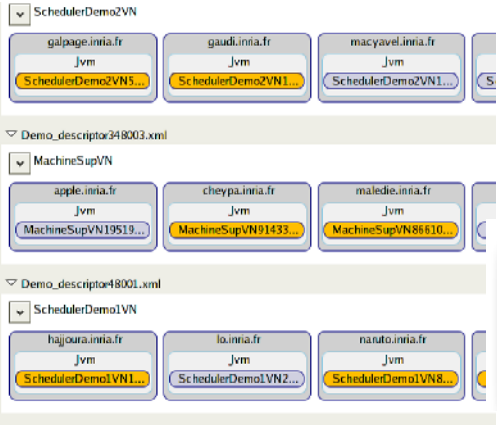 SchedulerDemo2VN
galpage.inria.fr gaudi.inria.fr macyavel.inria.fr
Jvm Jvm Jvm
SchedulerDemo2VN5... SchedulerDemo2VN1... SchedulerDemo2VN1... S
Demo_descriptor348003.xml
MachineSupVN
apple.inria.fr cheypa.inria.fr maledie.inria.fr
Jvm Jvm Jvm
MachineSupVN19519... MachineSupVN91433... MachineSupVN86610...
Demo_descriptor48001.xml
SchedulerDemo1VN
hajjoura.inria.fr lo.inria.fr naruto.inria.fr
Jvm Jvm Jvm
SchedulerDemo1VN1... SchedulerDemo1VN2... SchedulerDemo1VN8...